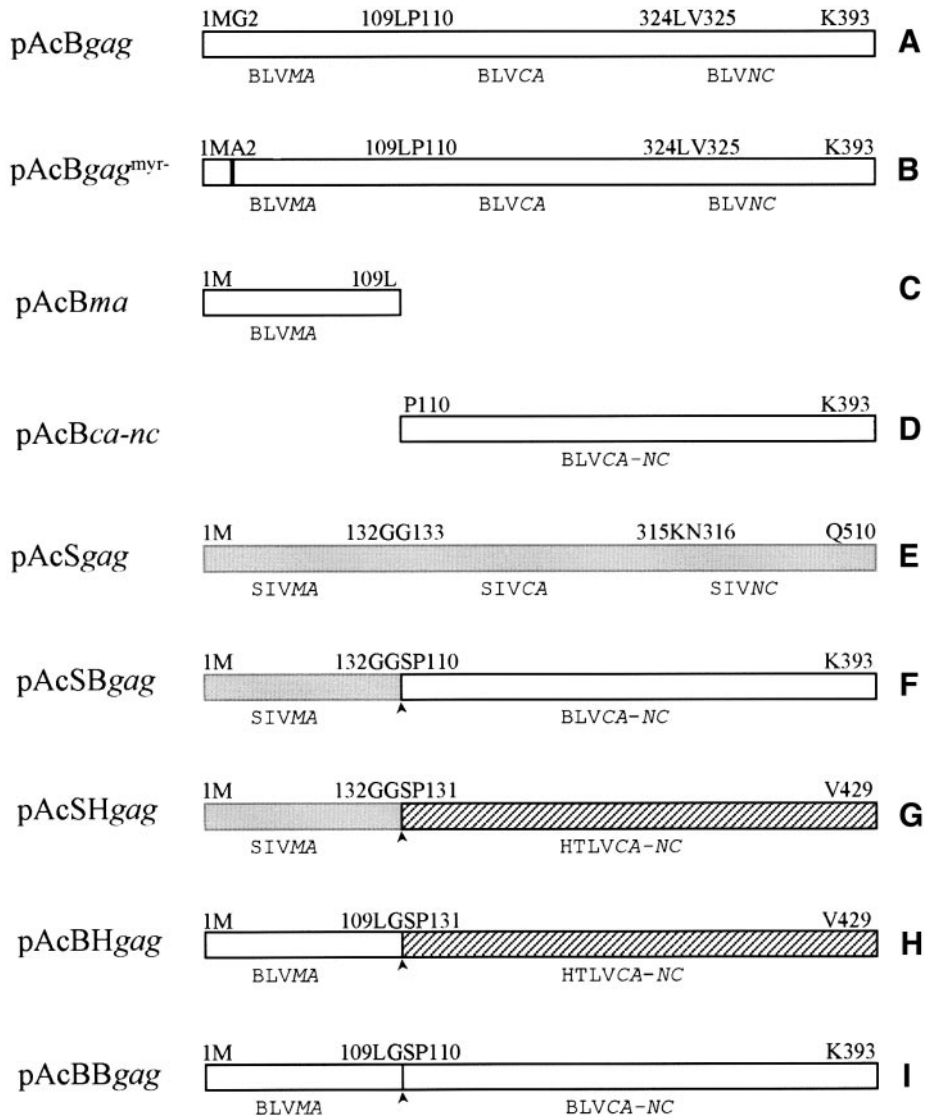 1MG2 109LP110 324LV325 K393
pAcBgag A
BLVMA BLVCA BLVNC
1MA2 109LP110 324LV325 K393
pAcBgag^myr- B
BLVMA BLVCA BLVNC
1M 109L
pAcBma C
BLVMA
P110 K393
pAcBca-nc D
BLVCA-NC
1M 132GG133 315KN316 Q510
pAcSgag E
SIVMA SIVCA SIVNC
1M 132GGSP110 K393
pAcSBgag F
SIVMA BLVCA-NC
1M 132GGSP131 V429
pAcSHgag G
SIVMA HTLVCA-NC
1M 109LGSP131 V429
pAcBHgag H
BLVMA HTLVCA-NC
1M 109LGSP110 K393
pAcBBgag I
BLVMA BLVCA-NC